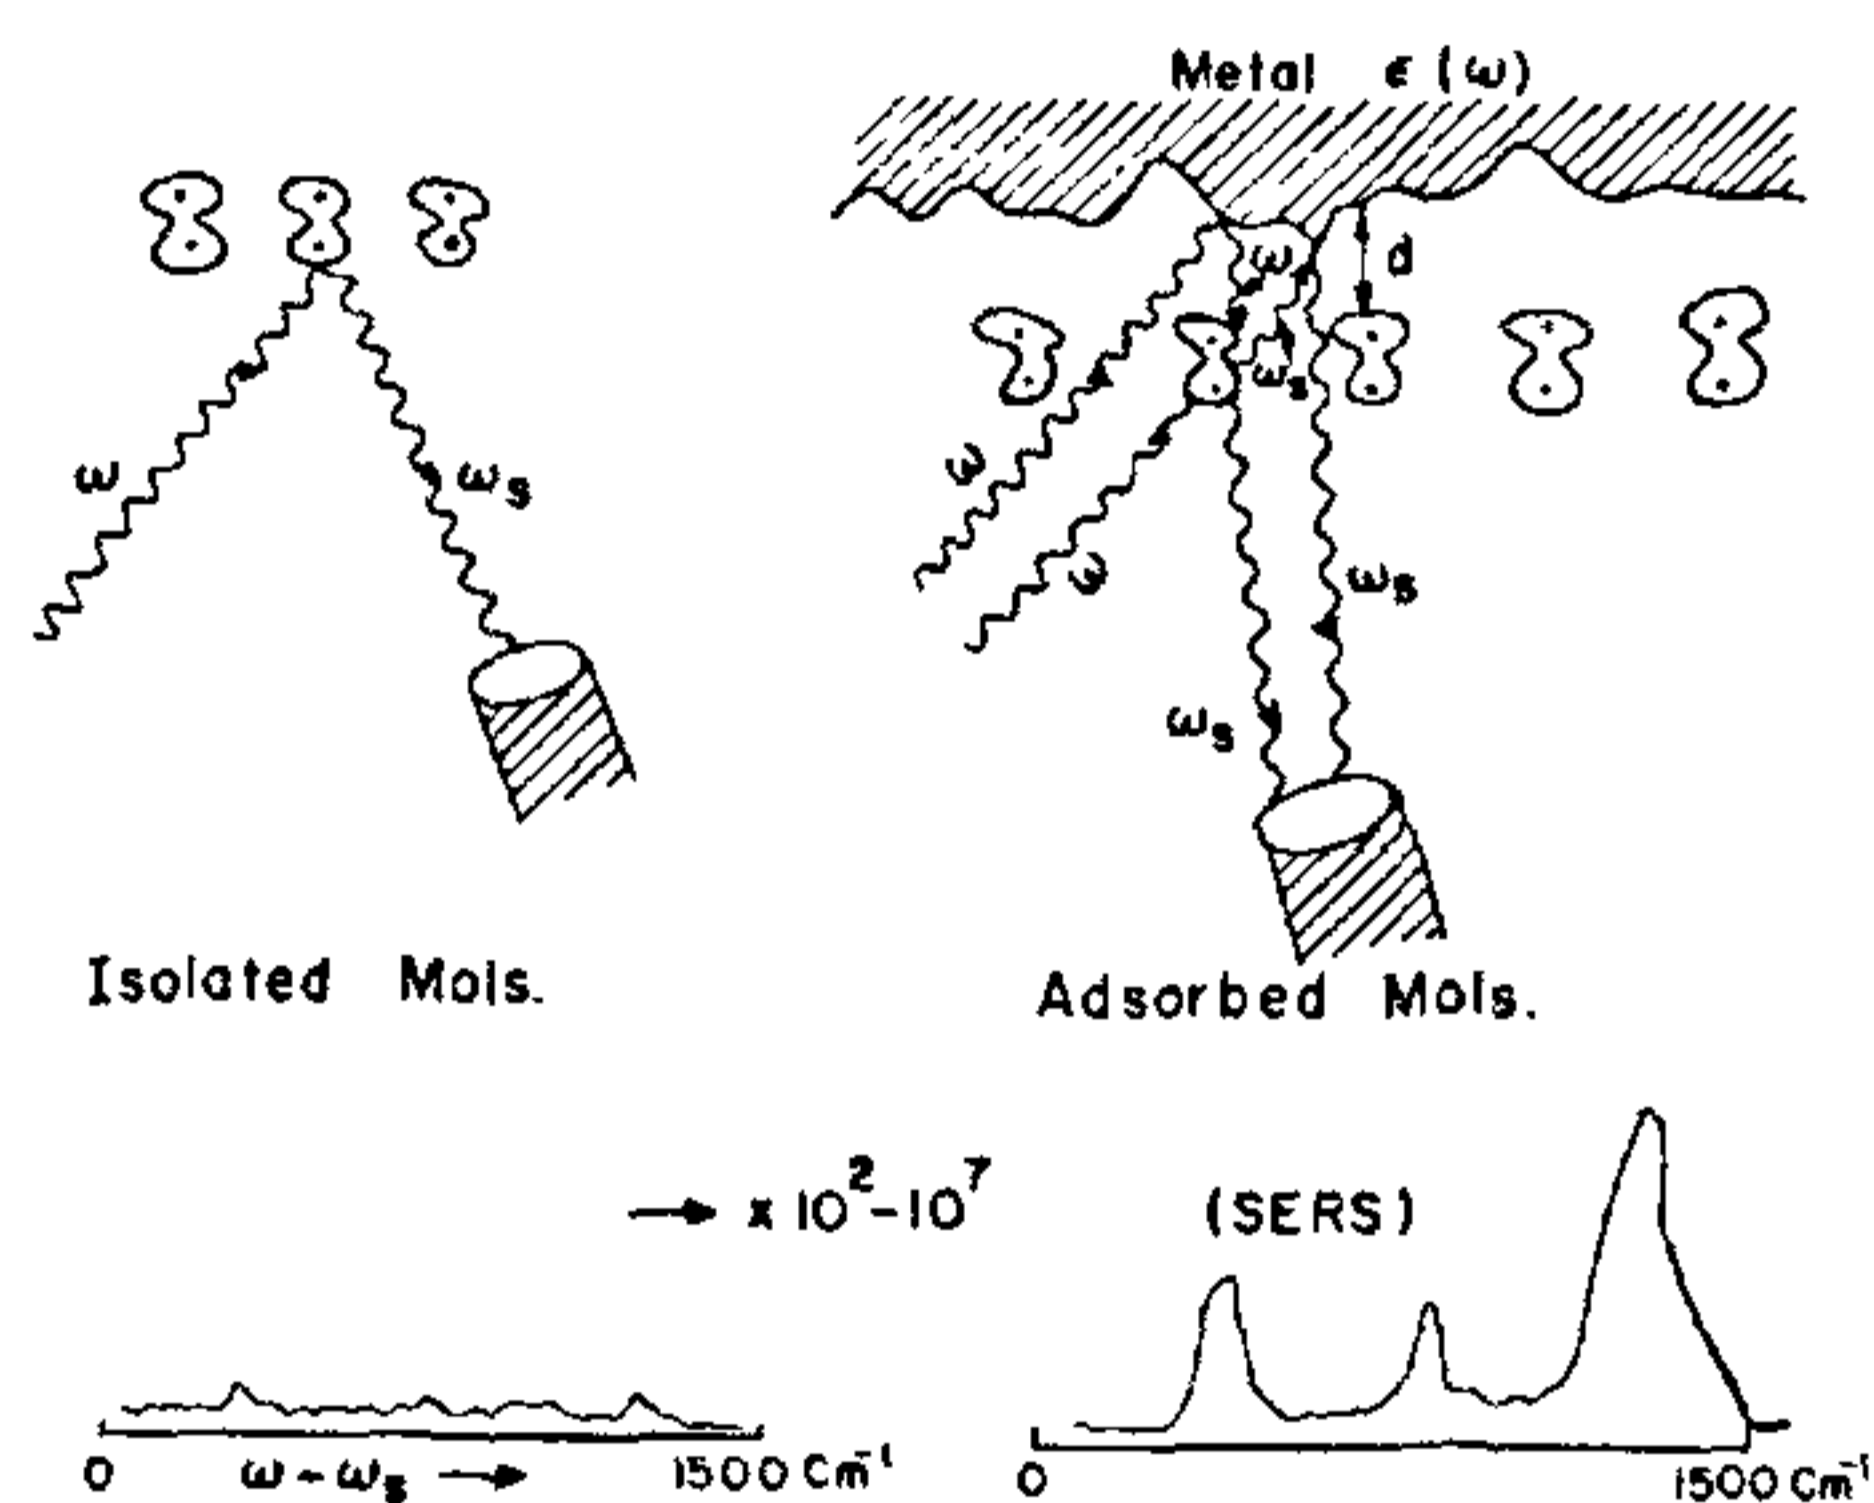 Metal ϵ (ω)
ω
d
ω
ωs
ω
ωs
ω
ωs
ωs
Isolated Mols.
Adsorbed Mols.
→ x 10²-10⁷
(SERS)
0
ω - ωs →
1500 Cm⁻¹
0
1500 Cm⁻¹